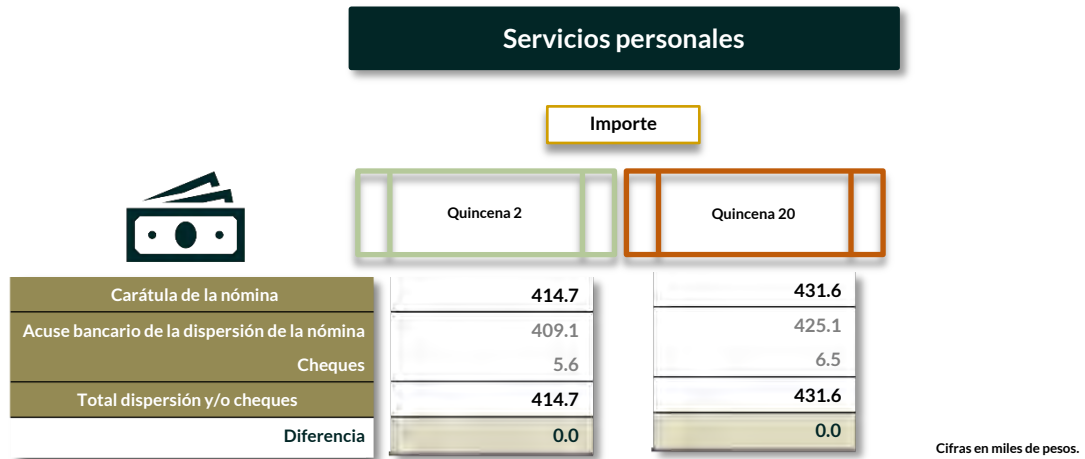 Servicios personales
Importe
Quincena 2
Quincena 20
Carátula de la nómina 414.7 431.6
Acuse bancario de la dispersión de la nómina 409.1 425.1
Cheques 5.6 6.5
Total dispersión y/o cheques 414.7 431.6
Diferencia 0.0 0.0
Cifras en miles de pesos.